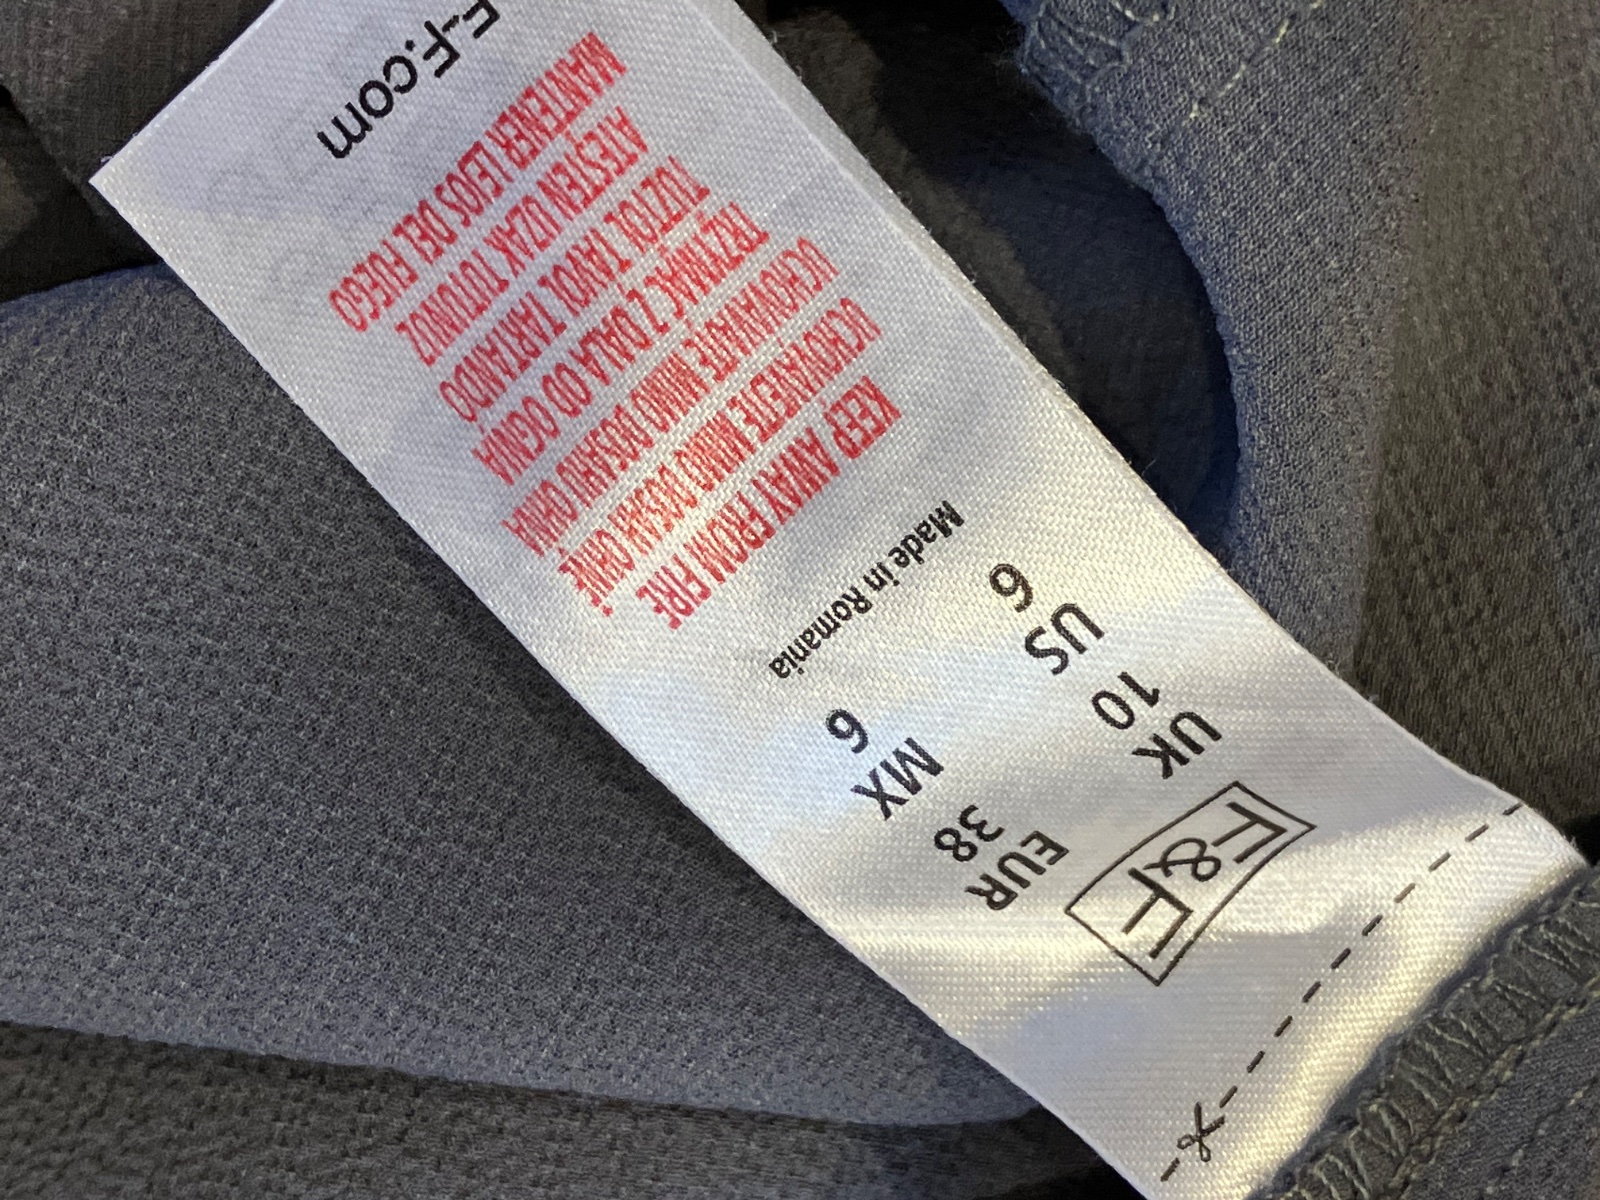 F&F
UK EUR
10 38
US MX
6 6
Made in Romania
KEEP AWAY FROM FIRE
UCHOVÁVEJTE MIMO DOSAH OHNĚ
UCHOVÁVAJTE MIMO DOSAHU OHŇA
TRZYMAĆ Z DALA OD OGNIA
TŰZTŐL TÁVOL TARTANDÓ
ATEŞTEN UZAK TUTUNUZ
MANTENER LEJOS DEL FUEGO
F-F.com